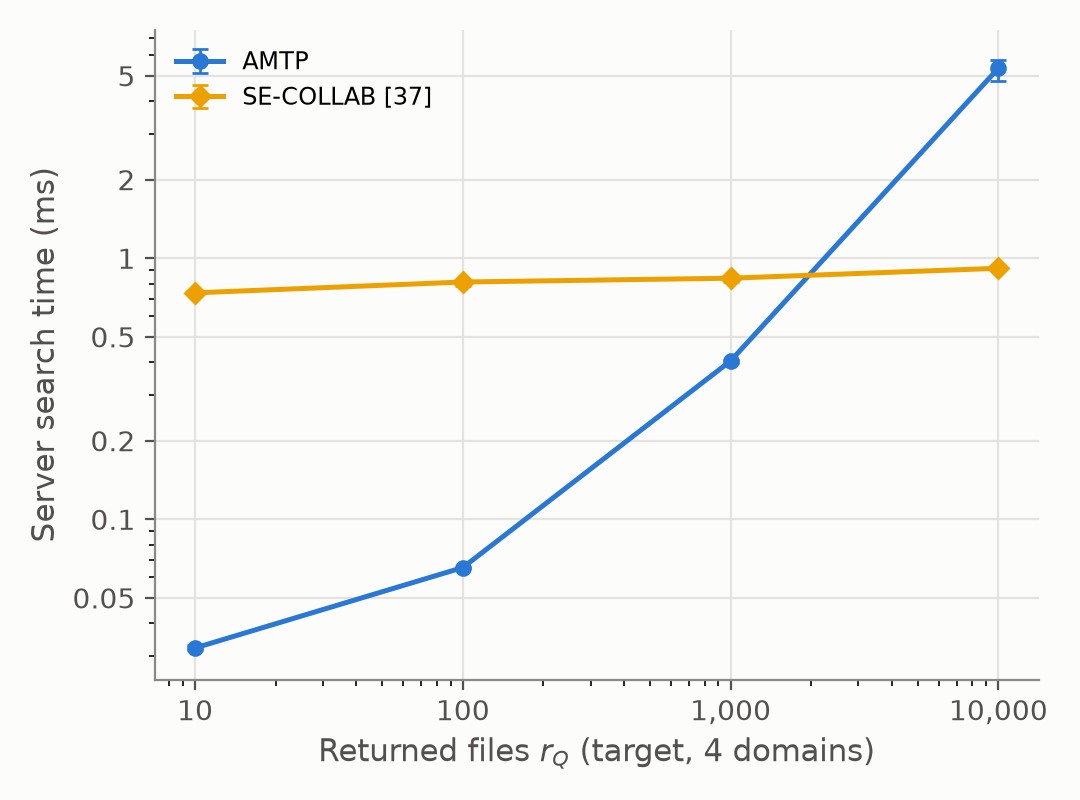 AMTP
SE-COLLAB [37]
Server search time (ms)
5
2
1
0.5
0.2
0.1
0.05
10
100
1,000
10,000
Returned files r_Q (target, 4 domains)